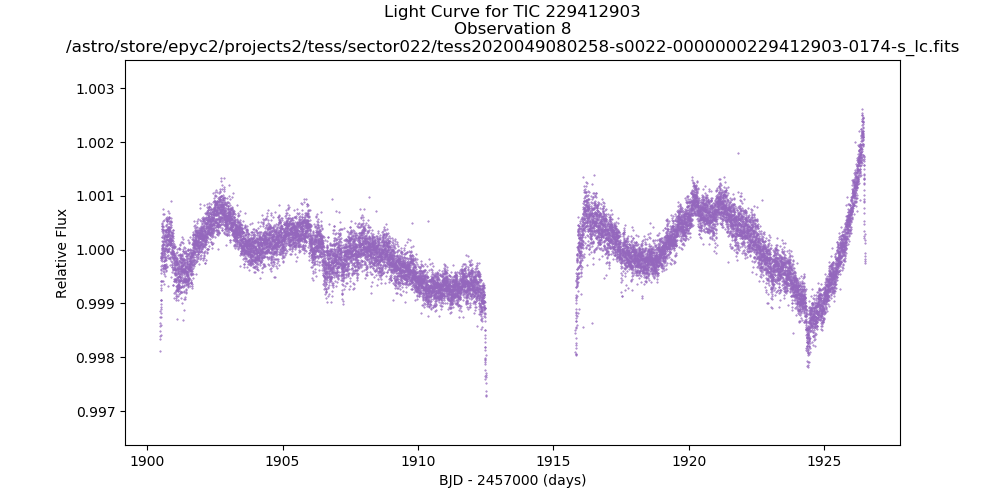 Light Curve for TIC 229412903
Observation 8
/astro/store/epyc2/projects2/tess/sector022/tess2020049080258-s0022-0000000229412903-0174-s_lc.fits
1.003
1.002
1.001
1.000
0.999
0.998
0.997
Relative Flux
1900
1905
1910
1915
1920
1925
BJD - 2457000 (days)